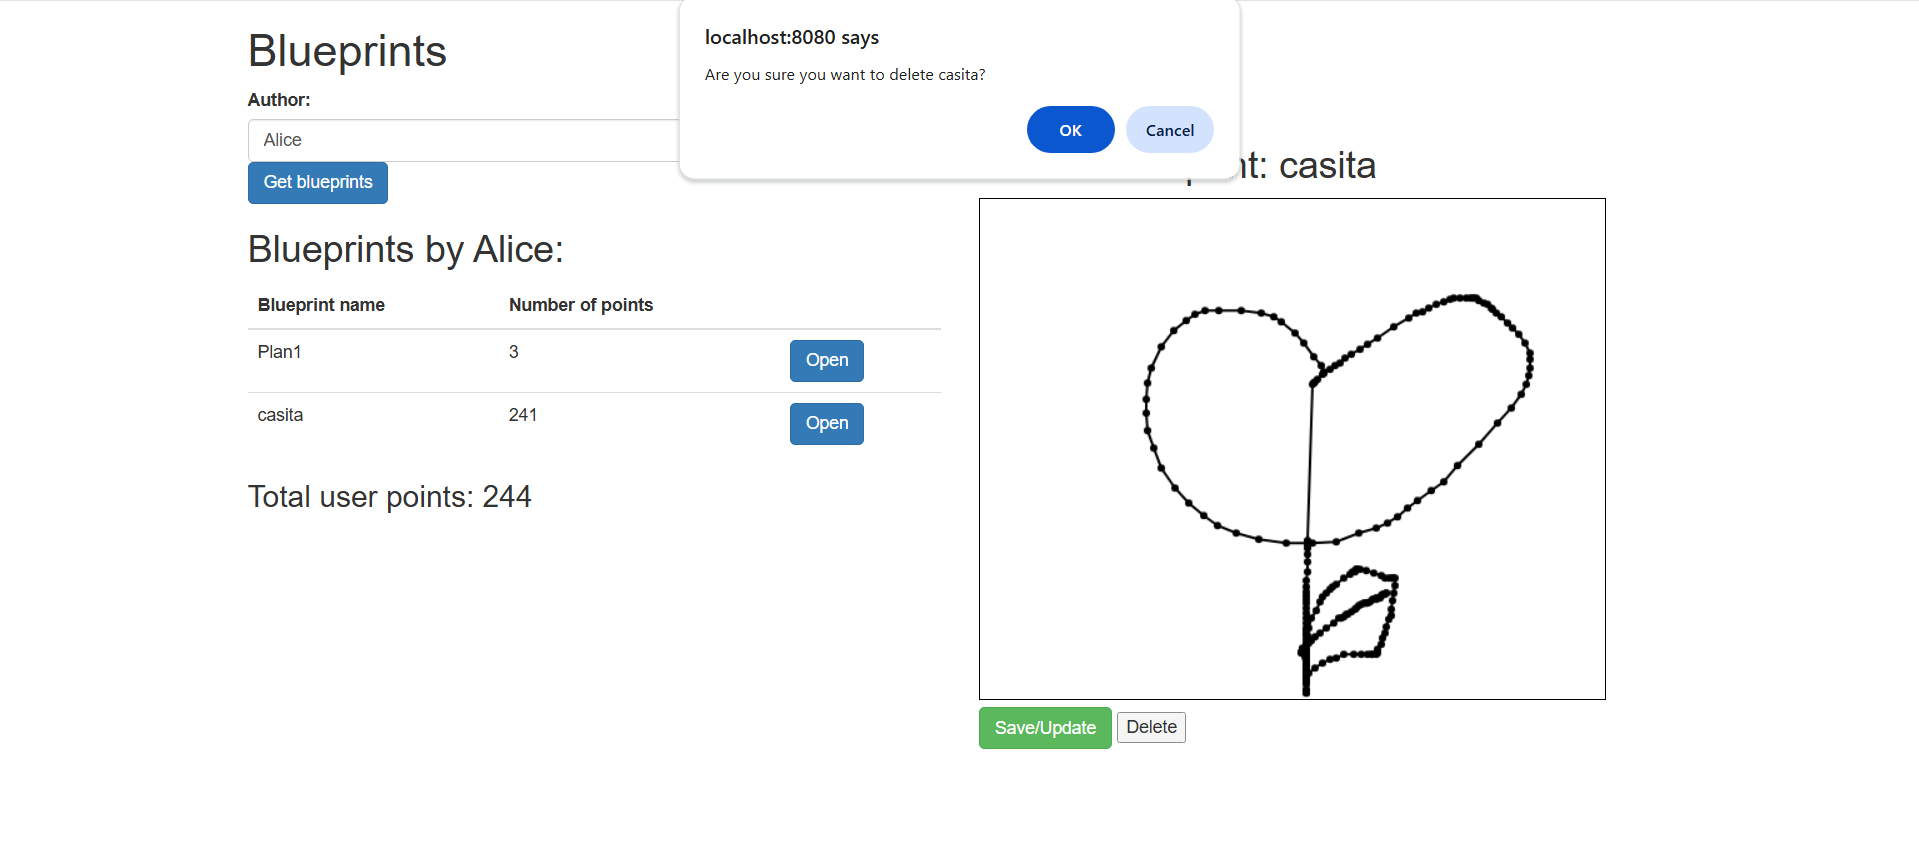 Blueprints
Author:
Alice
Get blueprints
Blueprints by Alice:
Blueprint name Number of points
Plan1 3 Open
casita 241 Open
Total user points: 244
localhost:8080 says
Are you sure you want to delete casita?
OK Cancel
casita
Save/Update Delete